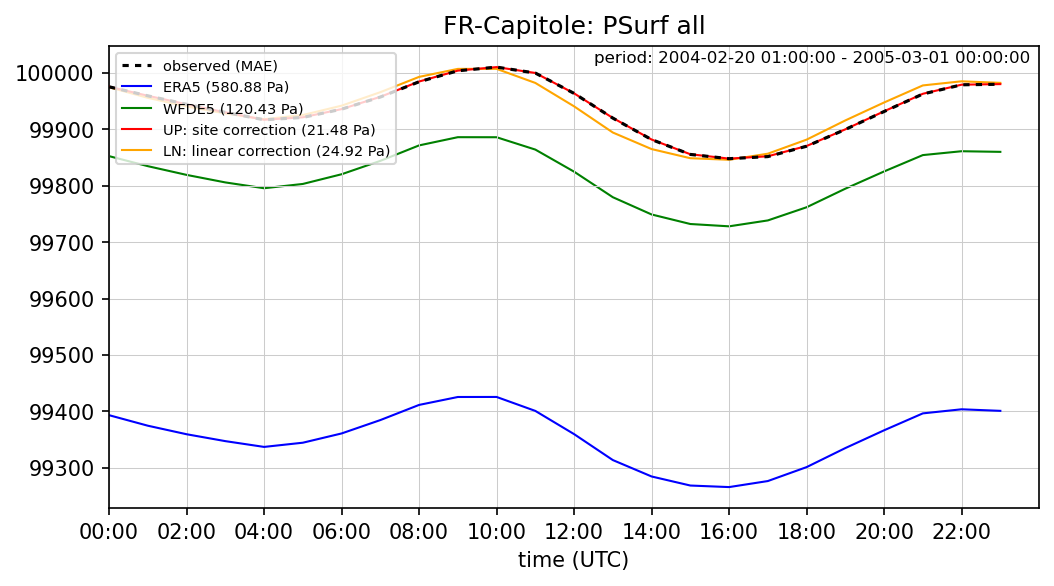 FR-Capitole: PSurf all
period: 2004-02-20 01:00:00 - 2005-03-01 00:00:00
observed (MAE)
ERA5 (580.88 Pa)
WFDE5 (120.43 Pa)
UP: site correction (21.48 Pa)
LN: linear correction (24.92 Pa)
100000
99900
99800
99700
99600
99500
99400
99300
00:00 02:00 04:00 06:00 08:00 10:00 12:00 14:00 16:00 18:00 20:00 22:00
time (UTC)